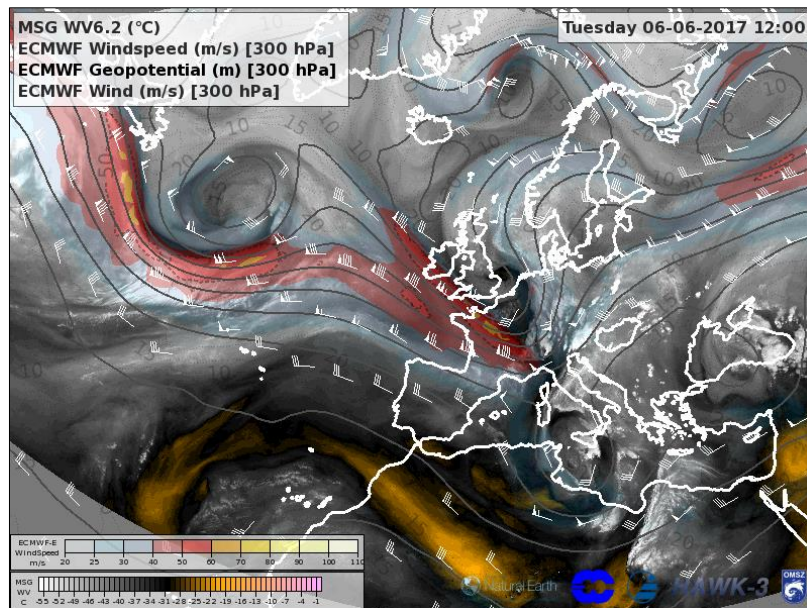 MSG WV6.2 (°C)
ECMWF Windspeed (m/s) [300 hPa]
ECMWF Geopotential (m) [300 hPa]
ECMWF Wind (m/s) [300 hPa]
Tuesday 06-06-2017 12:00
ECMWF-E
WindSpeed
m/s
20 30 40 50 60 70 80 90 100 110
MSG
WV
C
-55 -52 -49 -46 -43 -40 -37 -34 -31 -28 -25 -22 -19 -16 -13 -10 -7 -4 -1
Natural Earth
HAWK-3
OMSZ